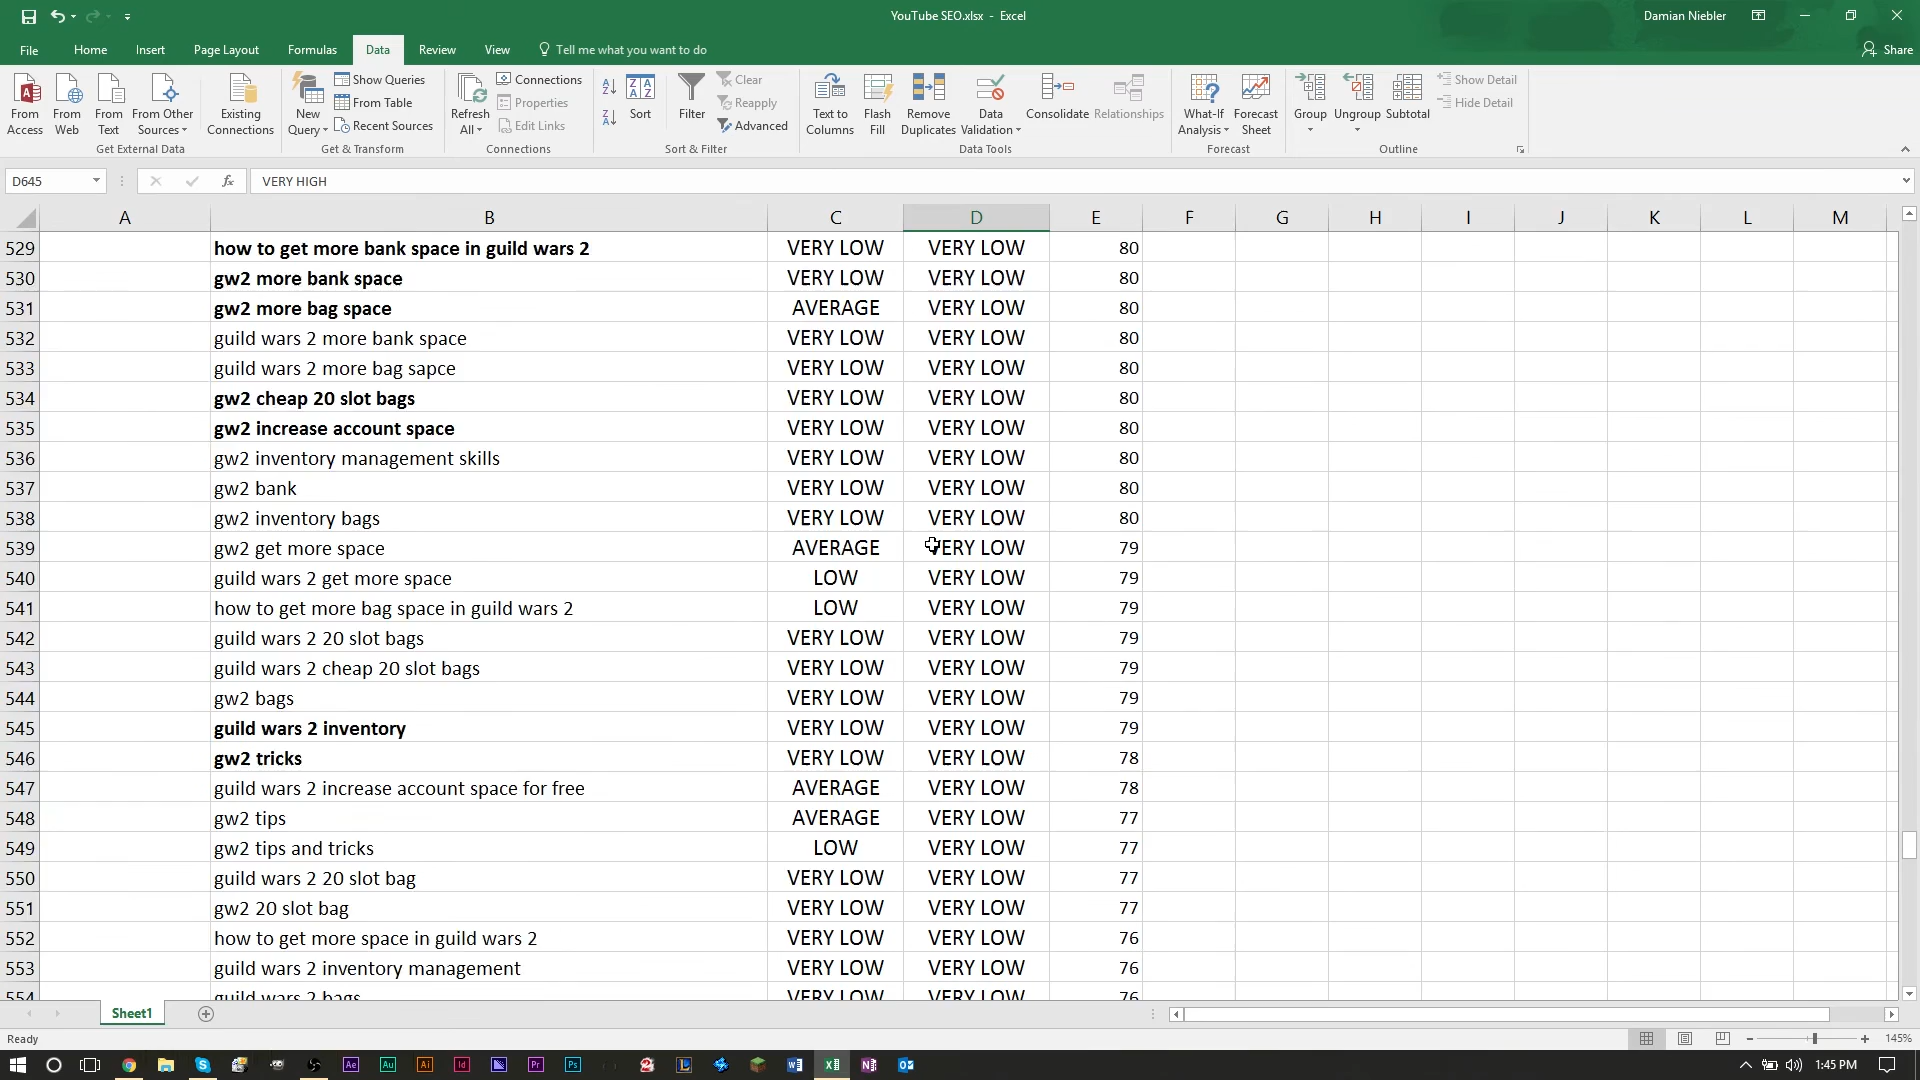 YouTube SEO.xlsx - Excel
Damian Niebler
File Home Insert Page Layout Formulas Data Review View Tell me what you want to do Share
From Access
From Web
From Text
From Other Sources
Existing Connections
Get External Data
New Query
Show Queries
From Table
Recent Sources
Get & Transform
Refresh All
Connections
Properties
Edit Links
Connections
Sort
Filter
Clear
Reapply
Advanced
Sort & Filter
Text to Columns
Flash Fill
Remove Duplicates
Data Validation
Consolidate
Relationships
Data Tools
What-If Analysis
Forecast Sheet
Forecast
Group
Ungroup
Subtotal
Show Detail
Hide Detail
Outline
D645 fx VERY HIGH
A B C D E F G H I J K L M
529 how to get more bank space in guild wars 2 VERY LOW VERY LOW 80
530 gw2 more bank space VERY LOW VERY LOW 80
531 gw2 more bag space AVERAGE VERY LOW 80
532 guild wars 2 more bank space VERY LOW VERY LOW 80
533 guild wars 2 more bag sapce VERY LOW VERY LOW 80
534 gw2 cheap 20 slot bags VERY LOW VERY LOW 80
535 gw2 increase account space VERY LOW VERY LOW 80
536 gw2 inventory management skills VERY LOW VERY LOW 80
537 gw2 bank VERY LOW VERY LOW 80
538 gw2 inventory bags VERY LOW VERY LOW 80
539 gw2 get more space AVERAGE VERY LOW 79
540 guild wars 2 get more space LOW VERY LOW 79
541 how to get more bag space in guild wars 2 LOW VERY LOW 79
542 guild wars 2 20 slot bags VERY LOW VERY LOW 79
543 guild wars 2 cheap 20 slot bags VERY LOW VERY LOW 79
544 gw2 bags VERY LOW VERY LOW 79
545 guild wars 2 inventory VERY LOW VERY LOW 79
546 gw2 tricks VERY LOW VERY LOW 78
547 guild wars 2 increase account space for free AVERAGE VERY LOW 78
548 gw2 tips AVERAGE VERY LOW 77
549 gw2 tips and tricks LOW VERY LOW 77
550 guild wars 2 20 slot bag VERY LOW VERY LOW 77
551 gw2 20 slot bag VERY LOW VERY LOW 77
552 how to get more space in guild wars 2 VERY LOW VERY LOW 76
553 guild wars 2 inventory management VERY LOW VERY LOW 76
554 guild wars 2 bags VERY LOW VERY LOW 76
Sheet1
Ready 145%
Ae Au Ai Id Pr Ps 1:45 PM